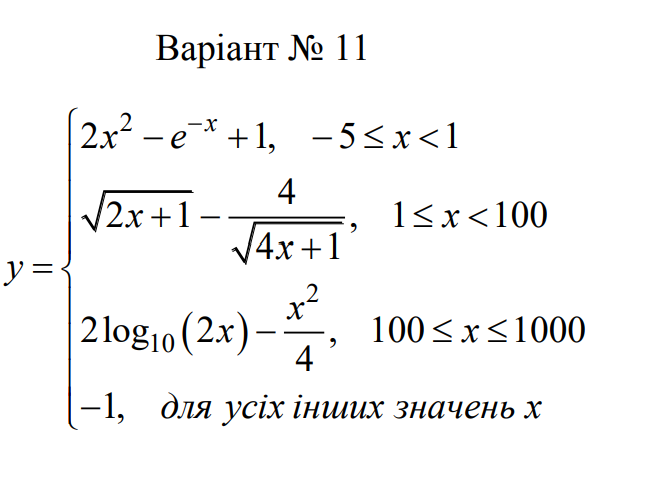 Варіант № 11
2x² − e⁻ˣ + 1, − 5 ≤ x < 1
√(2x + 1) − 4/√(4x + 1), 1 ≤ x < 100
y =
2log₁₀(2x) − x²/4, 100 ≤ x ≤ 1000
−1, для усіх інших значень x